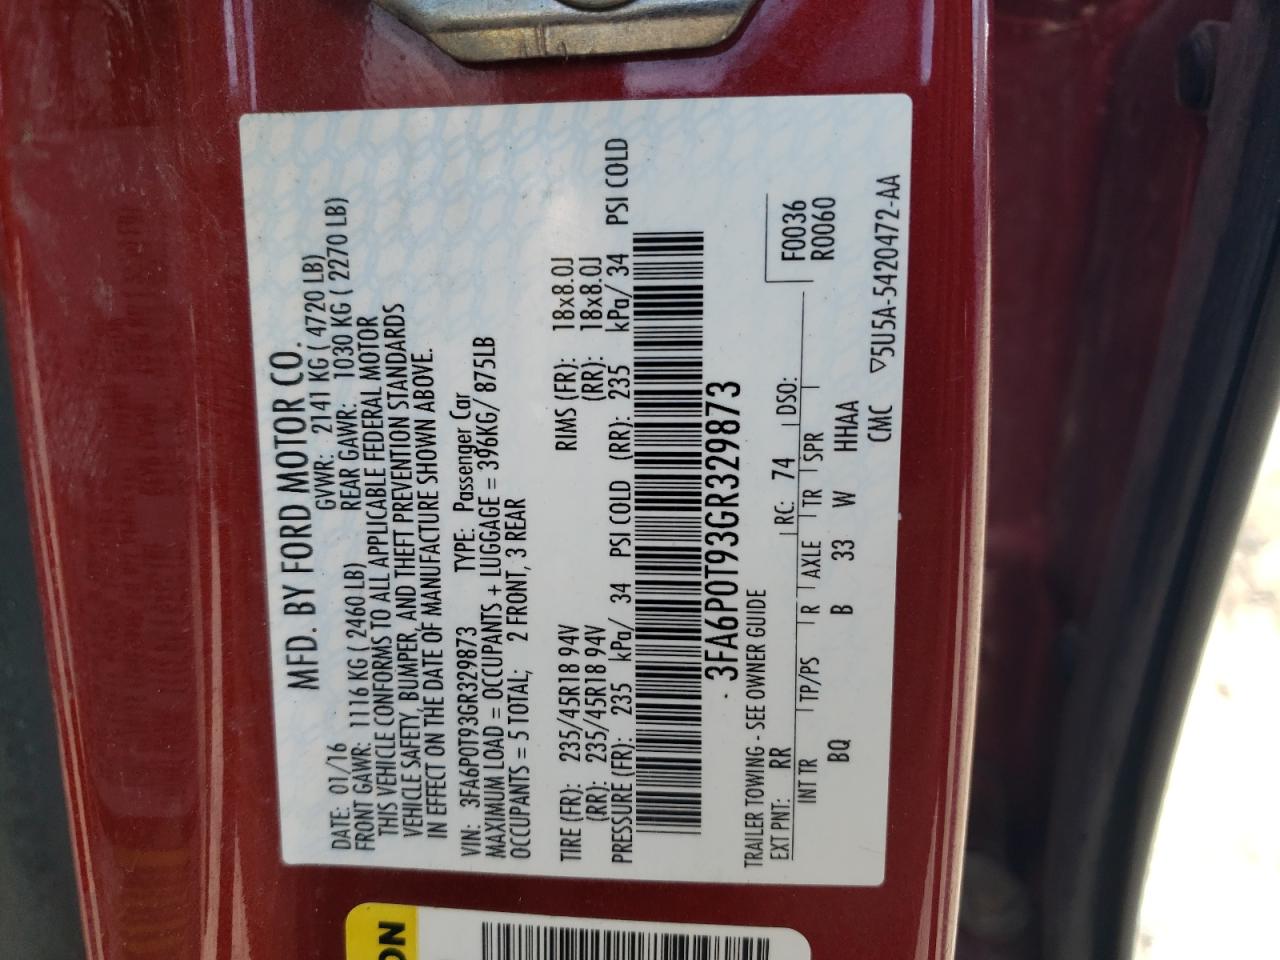 MFD. BY FORD MOTOR CO.
DATE: 01/16 GVWR: 2141 KG ( 4720 LB)
FRONT GAWR: 1116 KG ( 2460 LB) REAR GAWR: 1030 KG ( 2270 LB)
THIS VEHICLE CONFORMS TO ALL APPLICABLE FEDERAL MOTOR
VEHICLE SAFETY, BUMPER, AND THEFT PREVENTION STANDARDS
IN EFFECT ON THE DATE OF MANUFACTURE SHOWN ABOVE.
VIN: 3FA6P0T93GR329873 TYPE: Passenger Car
MAXIMUM LOAD = OCCUPANTS + LUGGAGE = 396KG/ 875LB
OCCUPANTS = 5 TOTAL; 2 FRONT, 3 REAR
TIRE (FR): 235/45R18 94V RIMS (FR): 18x8.0J
(RR): 235/45R18 94V (RR): 18x8.0J
PRESSURE (FR): 235 kPa/ 34 PSI COLD (RR): 235 kPa/ 34 PSI COLD
3FA6P0T93GR329873
TRAILER TOWING - SEE OWNER GUIDE
EXT PNT: RR RC: 74 DSO: F0036
INT TR TP/PS R AXLE TR SPR R0060
BQ B 33 W HHAA
CMC ▽5U5A-5420472-AA
ON